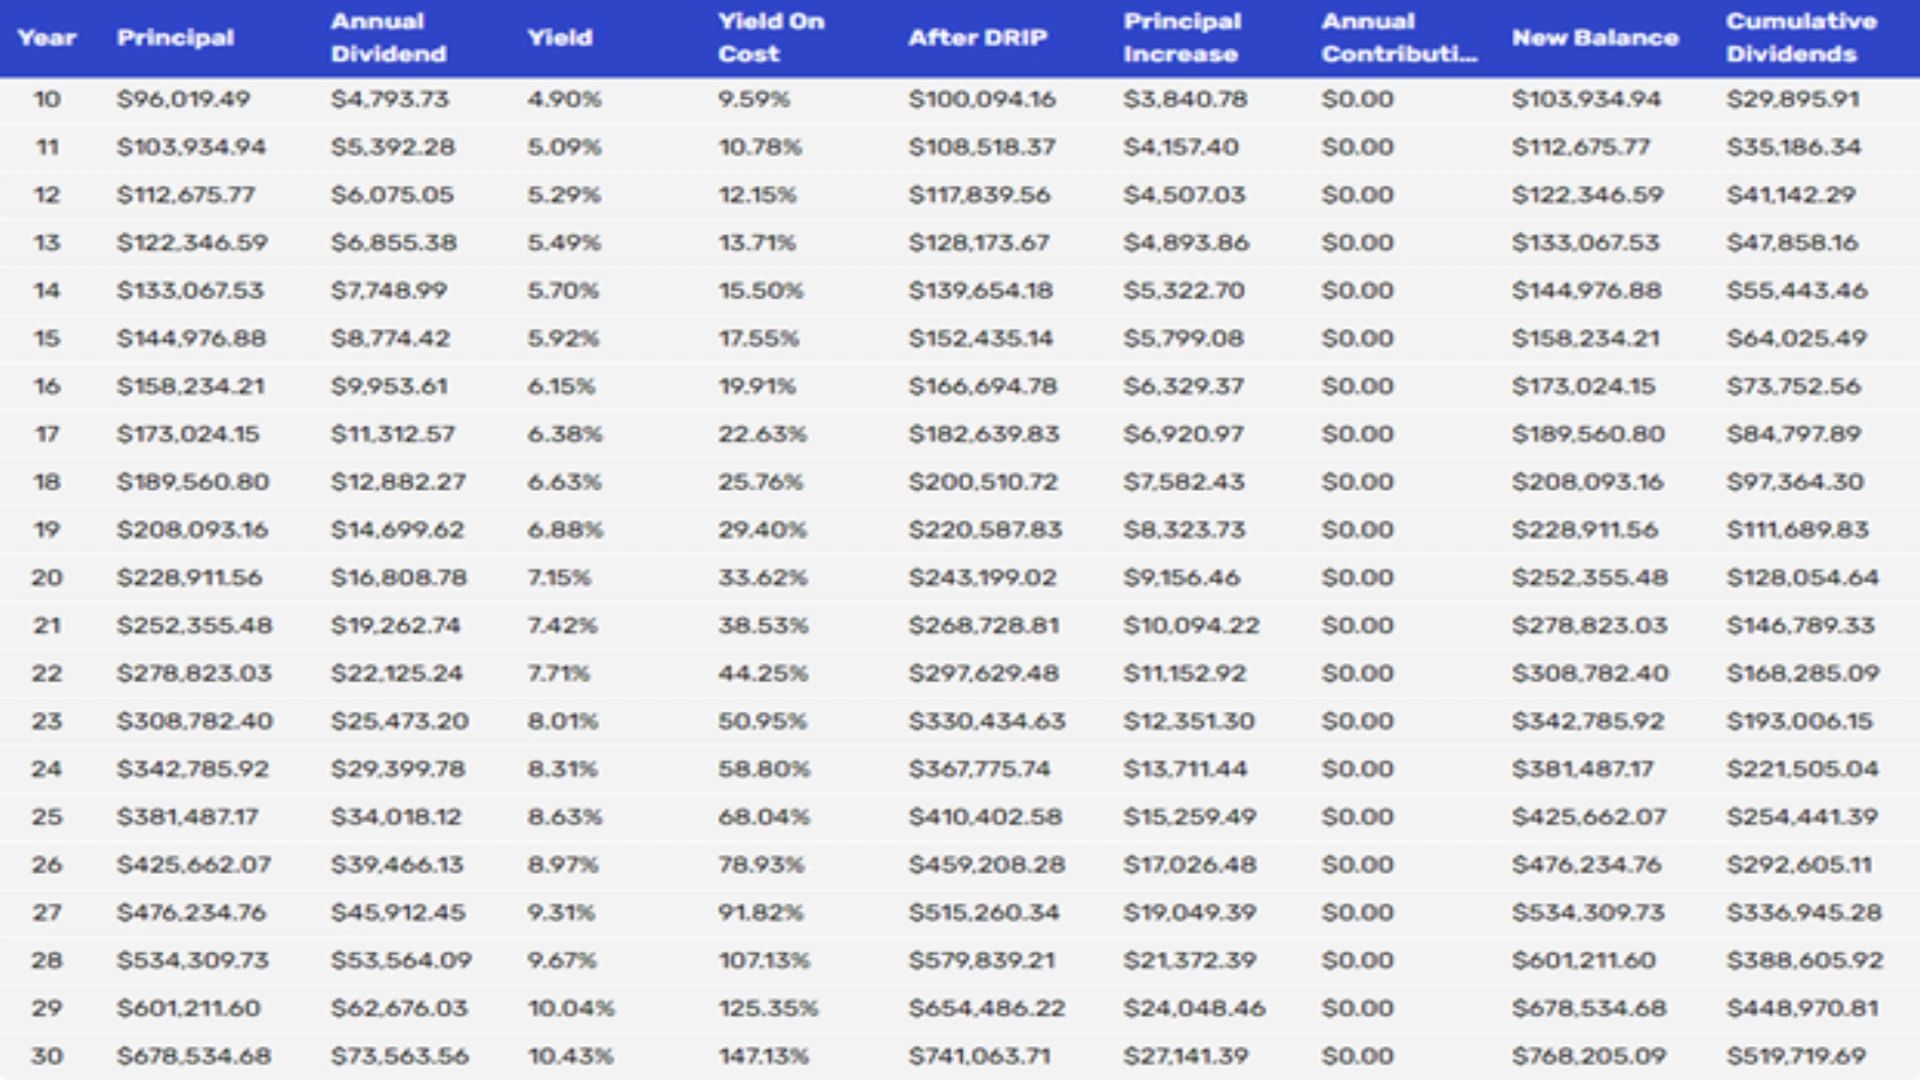 Year Principal Annual Dividend Yield Yield On Cost After DRIP Principal Increase Annual Contributi... New Balance Cumulative Dividends
10 $96,019.49 $4,793.73 4.90% 9.59% $100,094.16 $3,840.78 $0.00 $103,934.94 $29,895.91
11 $103,934.94 $5,392.28 5.09% 10.78% $108,518.37 $4,157.40 $0.00 $112,675.77 $35,186.34
12 $112,675.77 $6,075.05 5.29% 12.15% $117,839.56 $4,507.03 $0.00 $122,346.59 $41,142.29
13 $122,346.59 $6,855.38 5.49% 13.71% $128,173.67 $4,893.86 $0.00 $133,067.53 $47,858.16
14 $133,067.53 $7,748.99 5.70% 15.50% $139,654.18 $5,322.70 $0.00 $144,976.88 $55,443.46
15 $144,976.88 $8,774.42 5.92% 17.55% $152,435.14 $5,799.08 $0.00 $158,234.21 $64,025.49
16 $158,234.21 $9,953.61 6.15% 19.91% $166,694.78 $6,329.37 $0.00 $173,024.15 $73,752.56
17 $173,024.15 $11,312.57 6.38% 22.63% $182,639.83 $6,920.97 $0.00 $189,560.80 $84,797.89
18 $189,560.80 $12,882.27 6.63% 25.76% $200,510.72 $7,582.43 $0.00 $208,093.16 $97,364.30
19 $208,093.16 $14,699.62 6.88% 29.40% $220,587.83 $8,323.73 $0.00 $228,911.56 $111,689.83
20 $228,911.56 $16,808.78 7.15% 33.62% $243,199.02 $9,156.46 $0.00 $252,355.48 $128,054.64
21 $252,355.48 $19,262.74 7.42% 38.53% $268,728.81 $10,094.22 $0.00 $278,823.03 $146,789.33
22 $278,823.03 $22,125.24 7.71% 44.25% $297,629.48 $11,152.92 $0.00 $308,782.40 $168,285.09
23 $308,782.40 $25,473.20 8.01% 50.95% $330,434.63 $12,351.30 $0.00 $342,785.92 $193,006.15
24 $342,785.92 $29,399.78 8.31% 58.80% $367,775.74 $13,711.44 $0.00 $381,487.17 $221,505.04
25 $381,487.17 $34,018.12 8.63% 68.04% $410,402.58 $15,259.49 $0.00 $425,662.07 $254,441.39
26 $425,662.07 $39,466.13 8.97% 78.93% $459,208.28 $17,026.48 $0.00 $476,234.76 $292,605.11
27 $476,234.76 $45,912.45 9.31% 91.82% $515,260.34 $19,049.39 $0.00 $534,309.73 $336,945.28
28 $534,309.73 $53,564.09 9.67% 107.13% $579,839.21 $21,372.39 $0.00 $601,211.60 $388,605.92
29 $601,211.60 $62,676.03 10.04% 125.35% $654,486.22 $24,048.46 $0.00 $678,534.68 $448,970.81
30 $678,534.68 $73,563.56 10.43% 147.13% $741,063.71 $27,141.39 $0.00 $768,205.09 $519,719.69